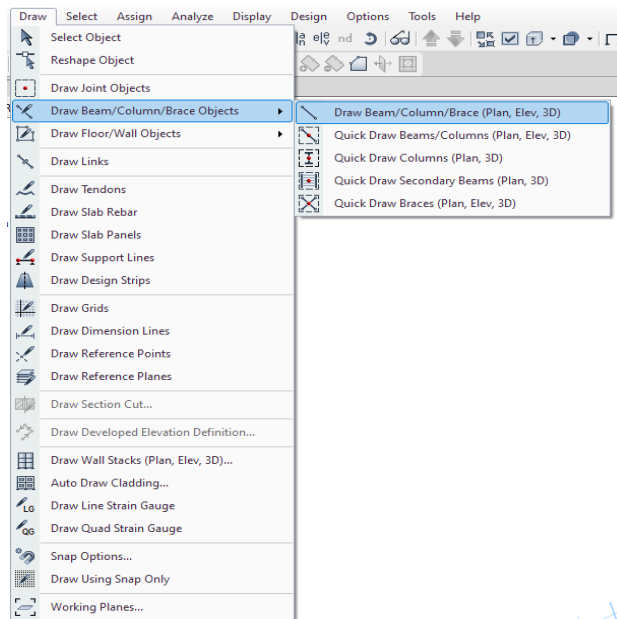 Draw Select Assign Analyze Display Design Options Tools Help
Select Object
nd
Reshape Object
Draw Joint Objects
Draw Beam/Column/Brace Objects
Draw Beam/Column/Brace (Plan, Elev, 3D)
Draw Floor/Wall Objects
Quick Draw Beams/Columns (Plan, Elev, 3D)
Draw Links
Quick Draw Columns (Plan, 3D)
Draw Tendons
Quick Draw Secondary Beams (Plan, 3D)
Draw Slab Rebar
Quick Draw Braces (Plan, Elev, 3D)
Draw Slab Panels
Draw Support Lines
Draw Design Strips
Draw Grids
Draw Dimension Lines
Draw Reference Points
Draw Reference Planes
Draw Section Cut...
Draw Developed Elevation Definition...
Draw Wall Stacks (Plan, Elev, 3D)...
Auto Draw Cladding...
LG Draw Line Strain Gauge
QG Draw Quad Strain Gauge
Snap Options...
Draw Using Snap Only
Working Planes...